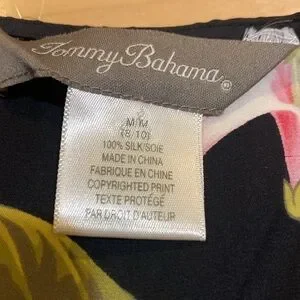 Tommy Bahama®
M/M
(8, 10)
100% SILK/SOIE
MADE IN CHINA
FABRIQUE EN CHINE
COPYRIGHTED PRINT
TEXTE PROTÉGÉ
PAR DROIT D'AUTEUR